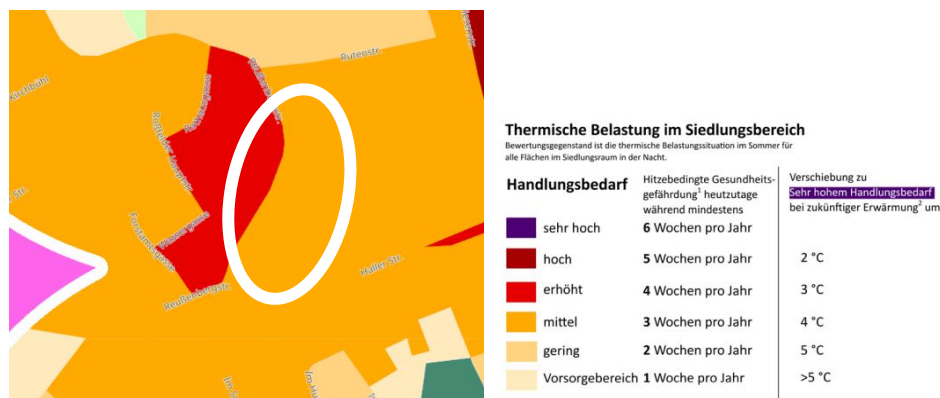 Rutenstr.
Kirchbühl
Haller Str.
Reußenbergstr.
Thermische Belastung im Siedlungsbereich
Bewertungsgegenstand ist die thermische Belastungssituation im Sommer für
alle Flächen im Siedlungsraum in der Nacht.
Handlungsbedarf
Hitzebedingte Gesundheits-
gefährdung¹ heutzutage
während mindestens
Verschiebung zu
Sehr hohem Handlungsbedarf
bei zukünftiger Erwärmung² um
sehr hoch 6 Wochen pro Jahr
hoch 5 Wochen pro Jahr 2 °C
erhöht 4 Wochen pro Jahr 3 °C
mittel 3 Wochen pro Jahr 4 °C
gering 2 Wochen pro Jahr 5 °C
Vorsorgebereich 1 Woche pro Jahr >5 °C